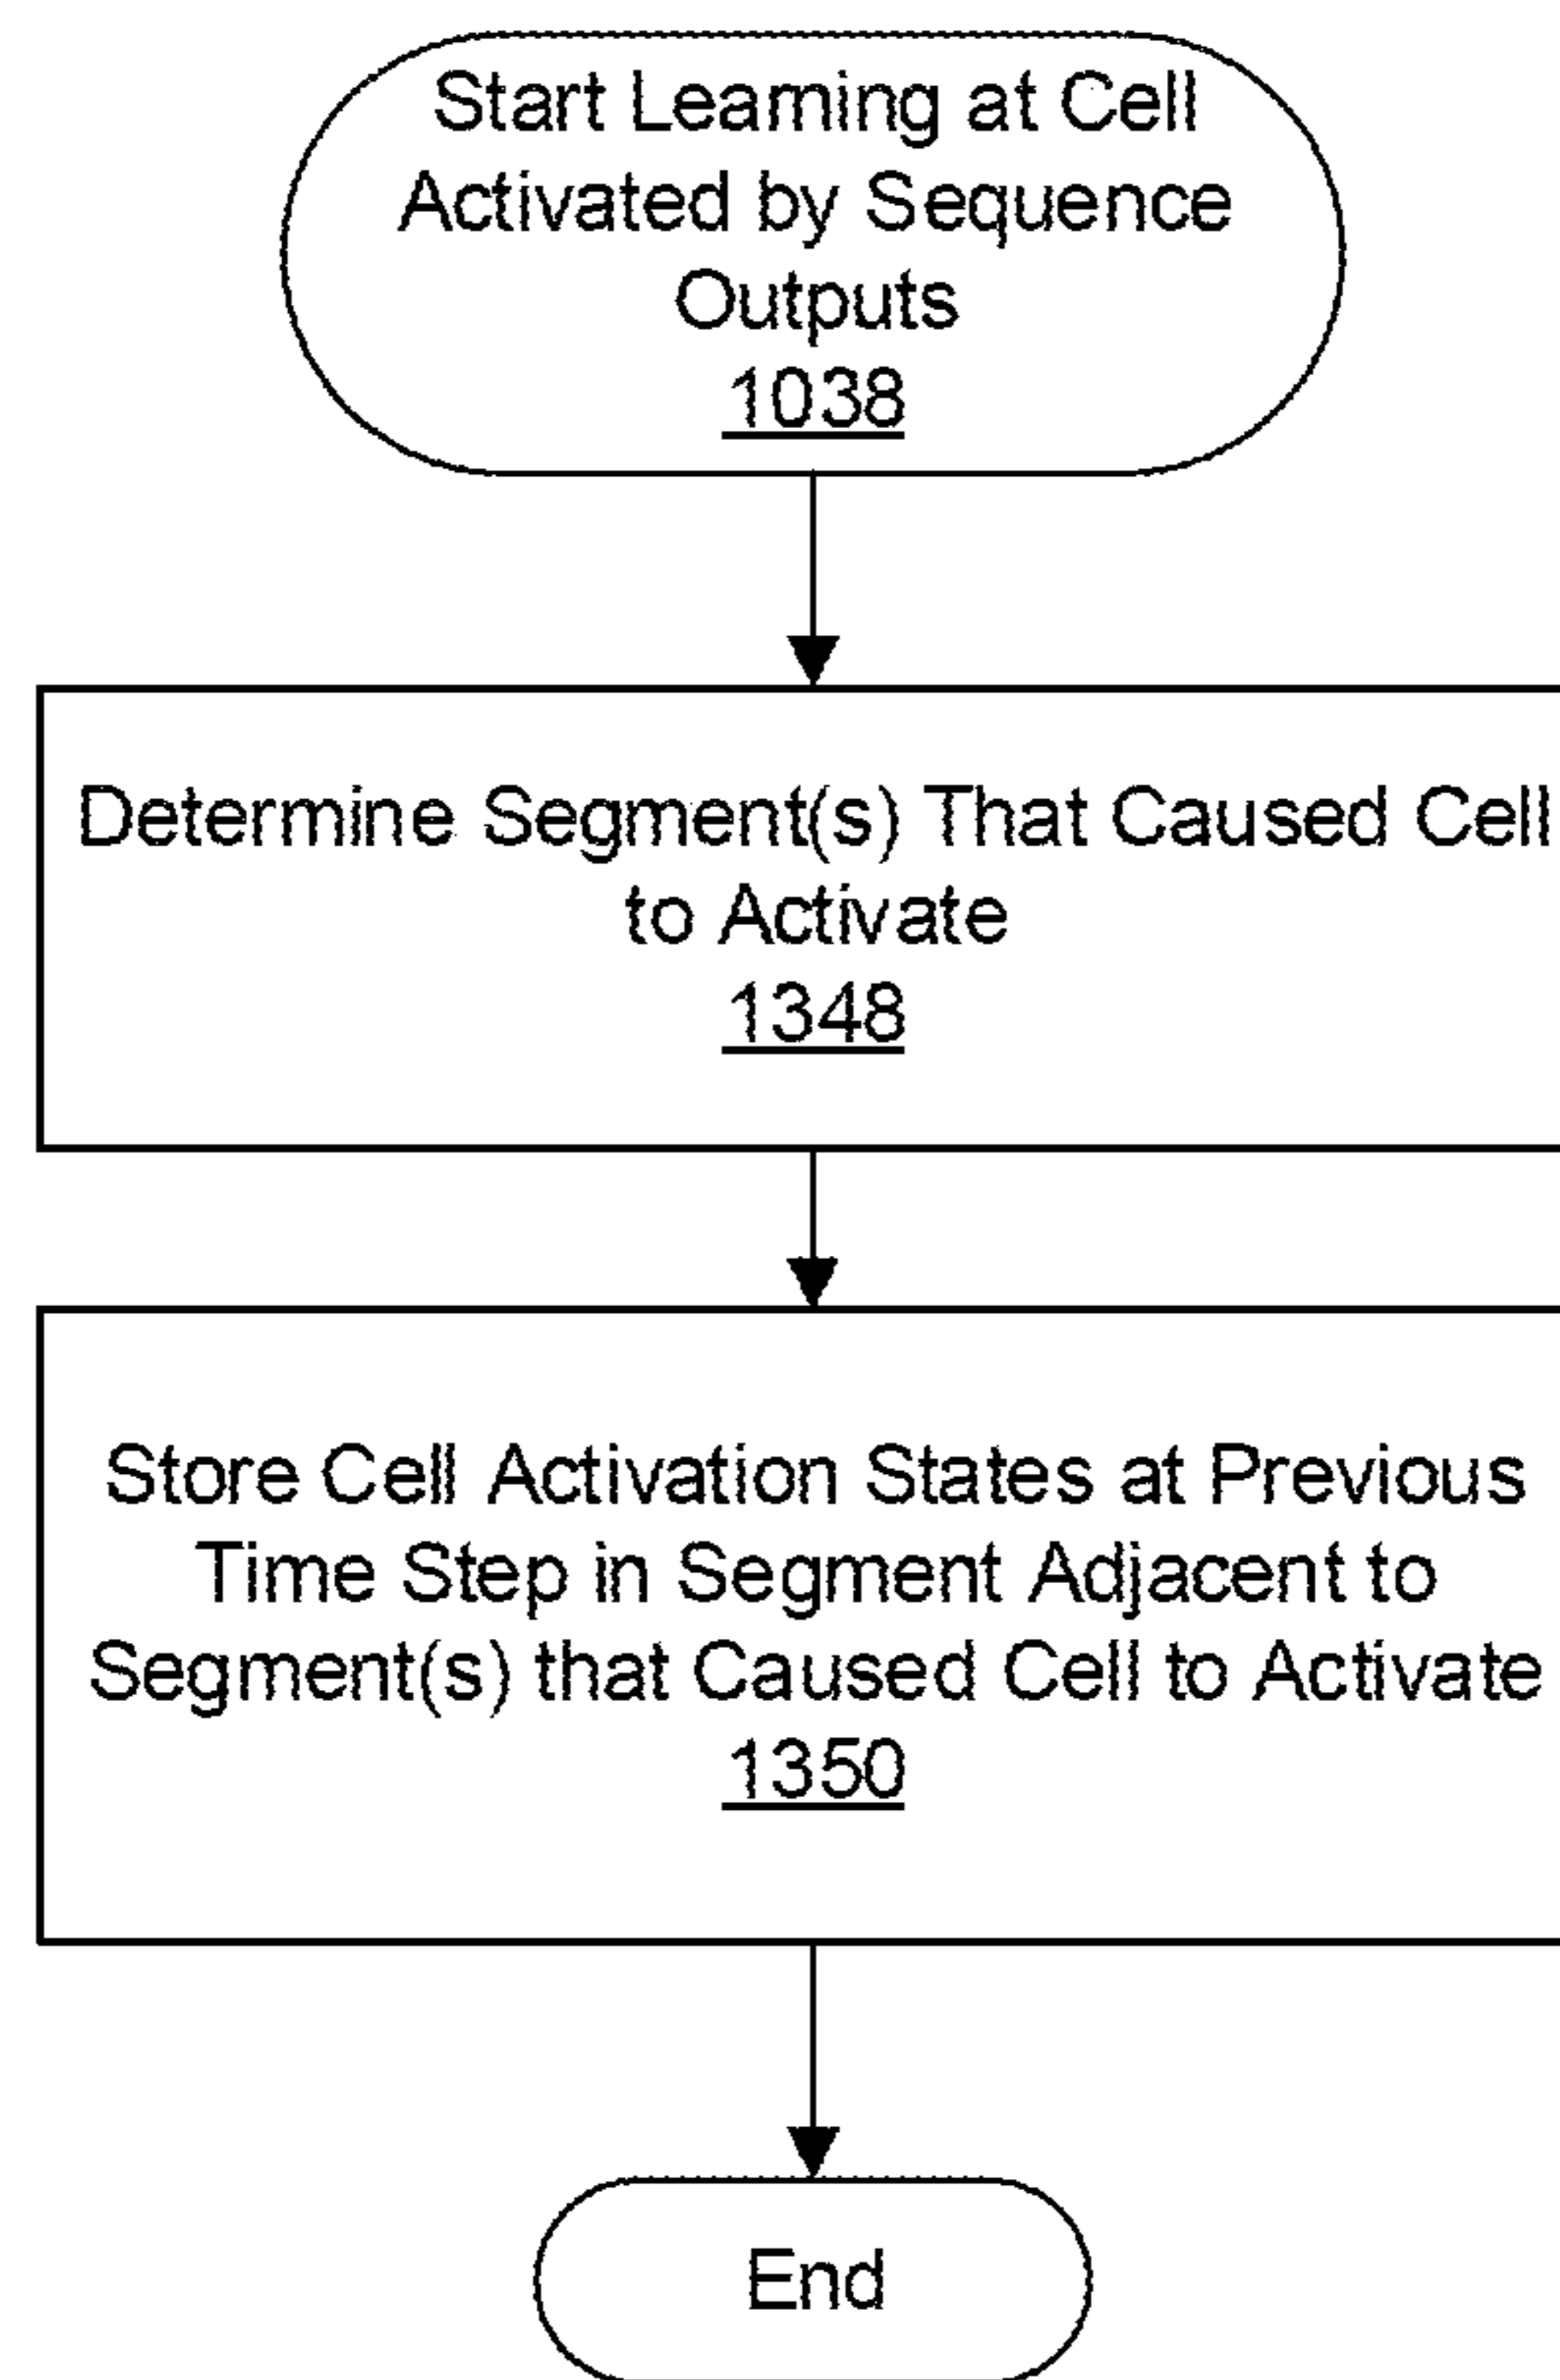 Start Learning at Cell
Activated by Sequence
Outputs
1038
Determine Segment(s) That Caused Cell
to Activate
1348
Store Cell Activation States at Previous
Time Step in Segment Adjacent to
Segment(s) that Caused Cell to Activate
1350
End